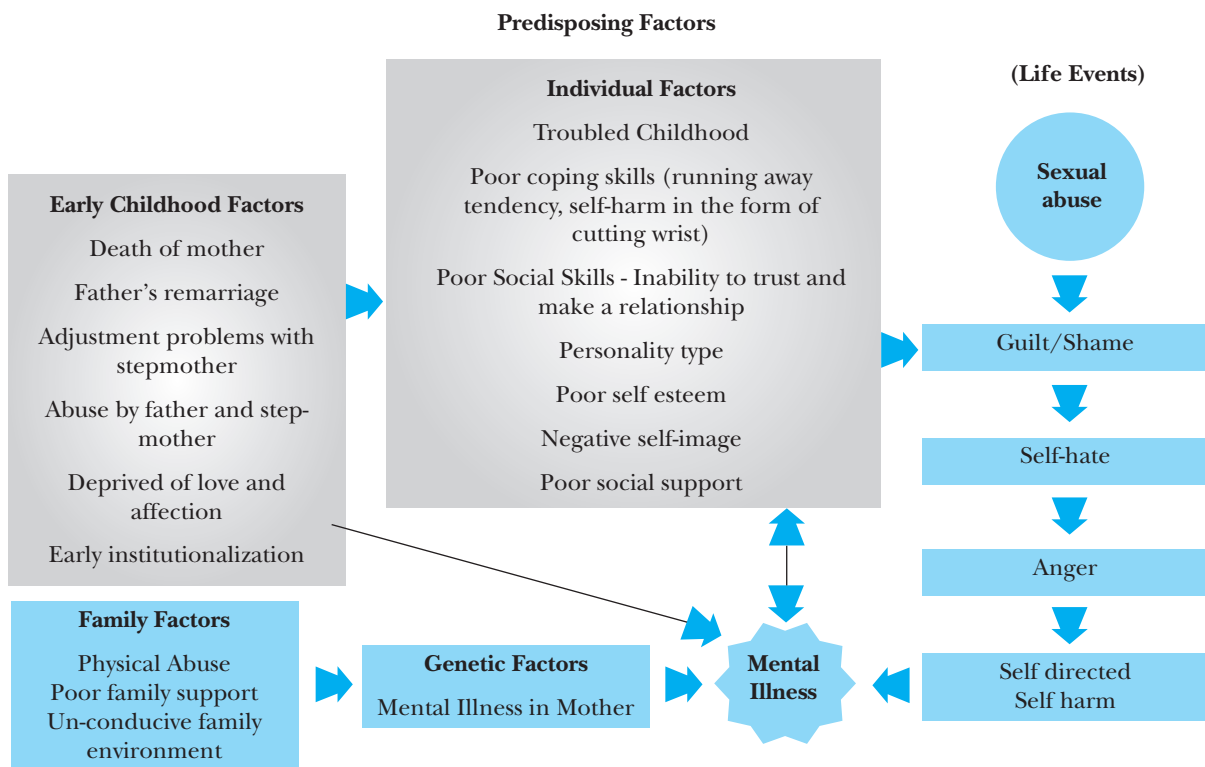 Predisposing Factors
Individual Factors
Troubled Childhood
Poor coping skills (running away
tendency, self-harm in the form of
cutting wrist)
Poor Social Skills - Inability to trust and
make a relationship
Personality type
Poor self esteem
Negative self-image
Poor social support
(Life Events)
Sexual
abuse
Guilt/Shame
Self-hate
Anger
Self directed
Self harm
Early Childhood Factors
Death of mother
Father’s remarriage
Adjustment problems with
stepmother
Abuse by father and step-
mother
Deprived of love and
affection
Early institutionalization
Family Factors
Physical Abuse
Poor family support
Un-conducive family
environment
Genetic Factors
Mental Illness in Mother
Mental
Illness